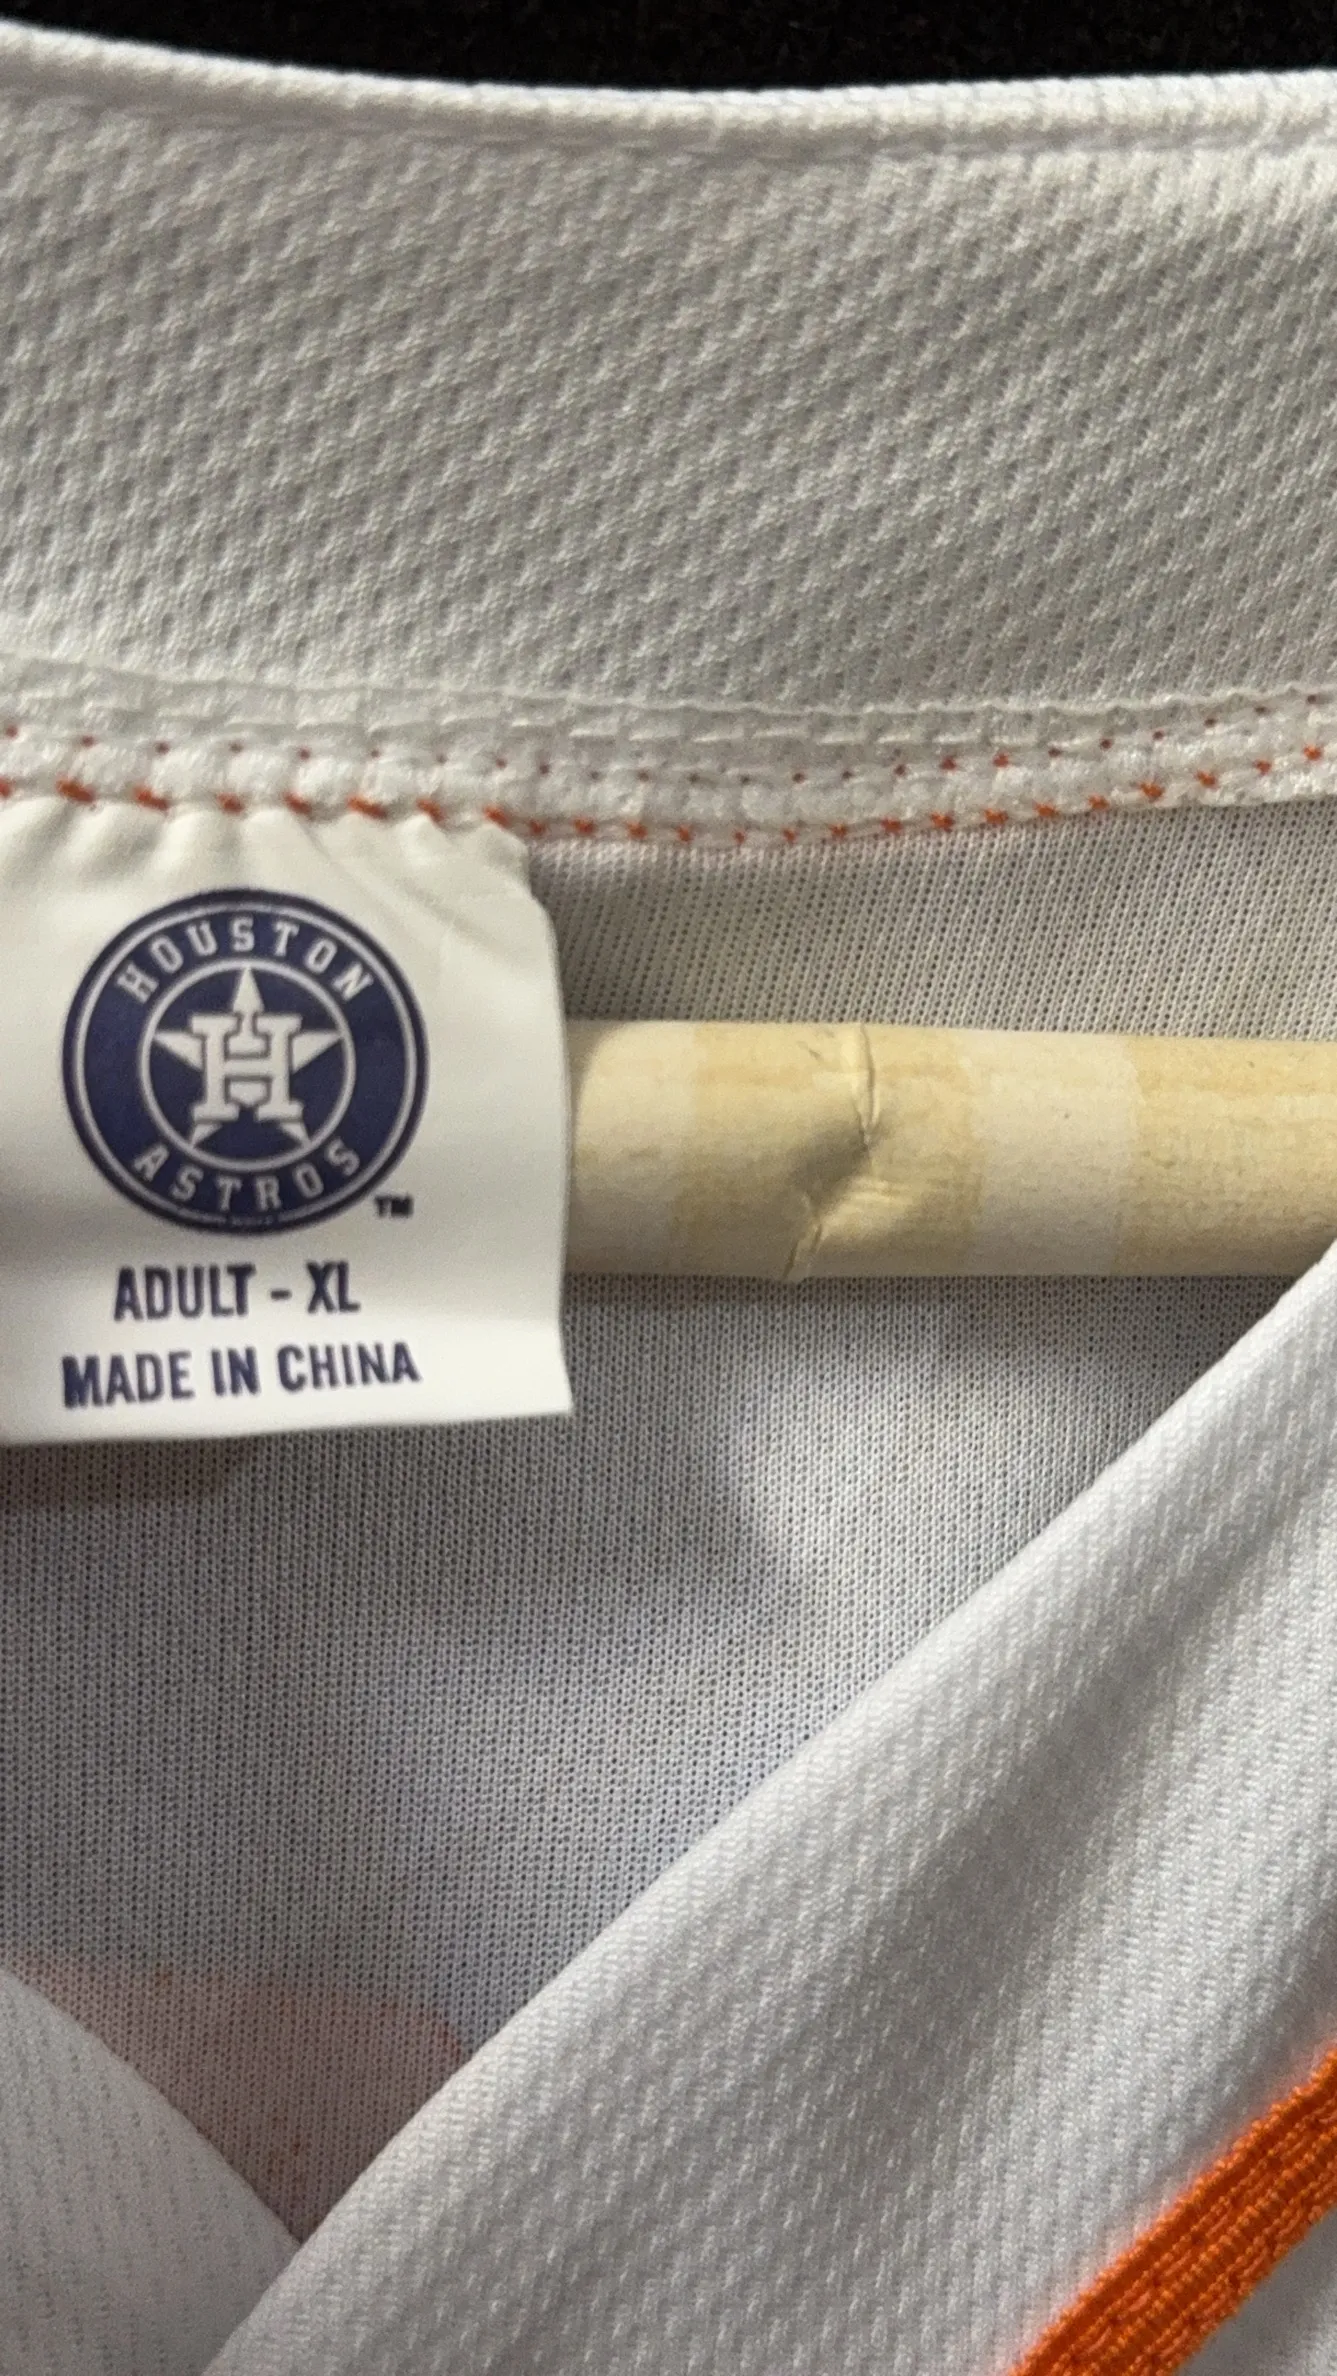 HOUSTON
H
ASTROS
TM
ADULT - XL
MADE IN CHINA